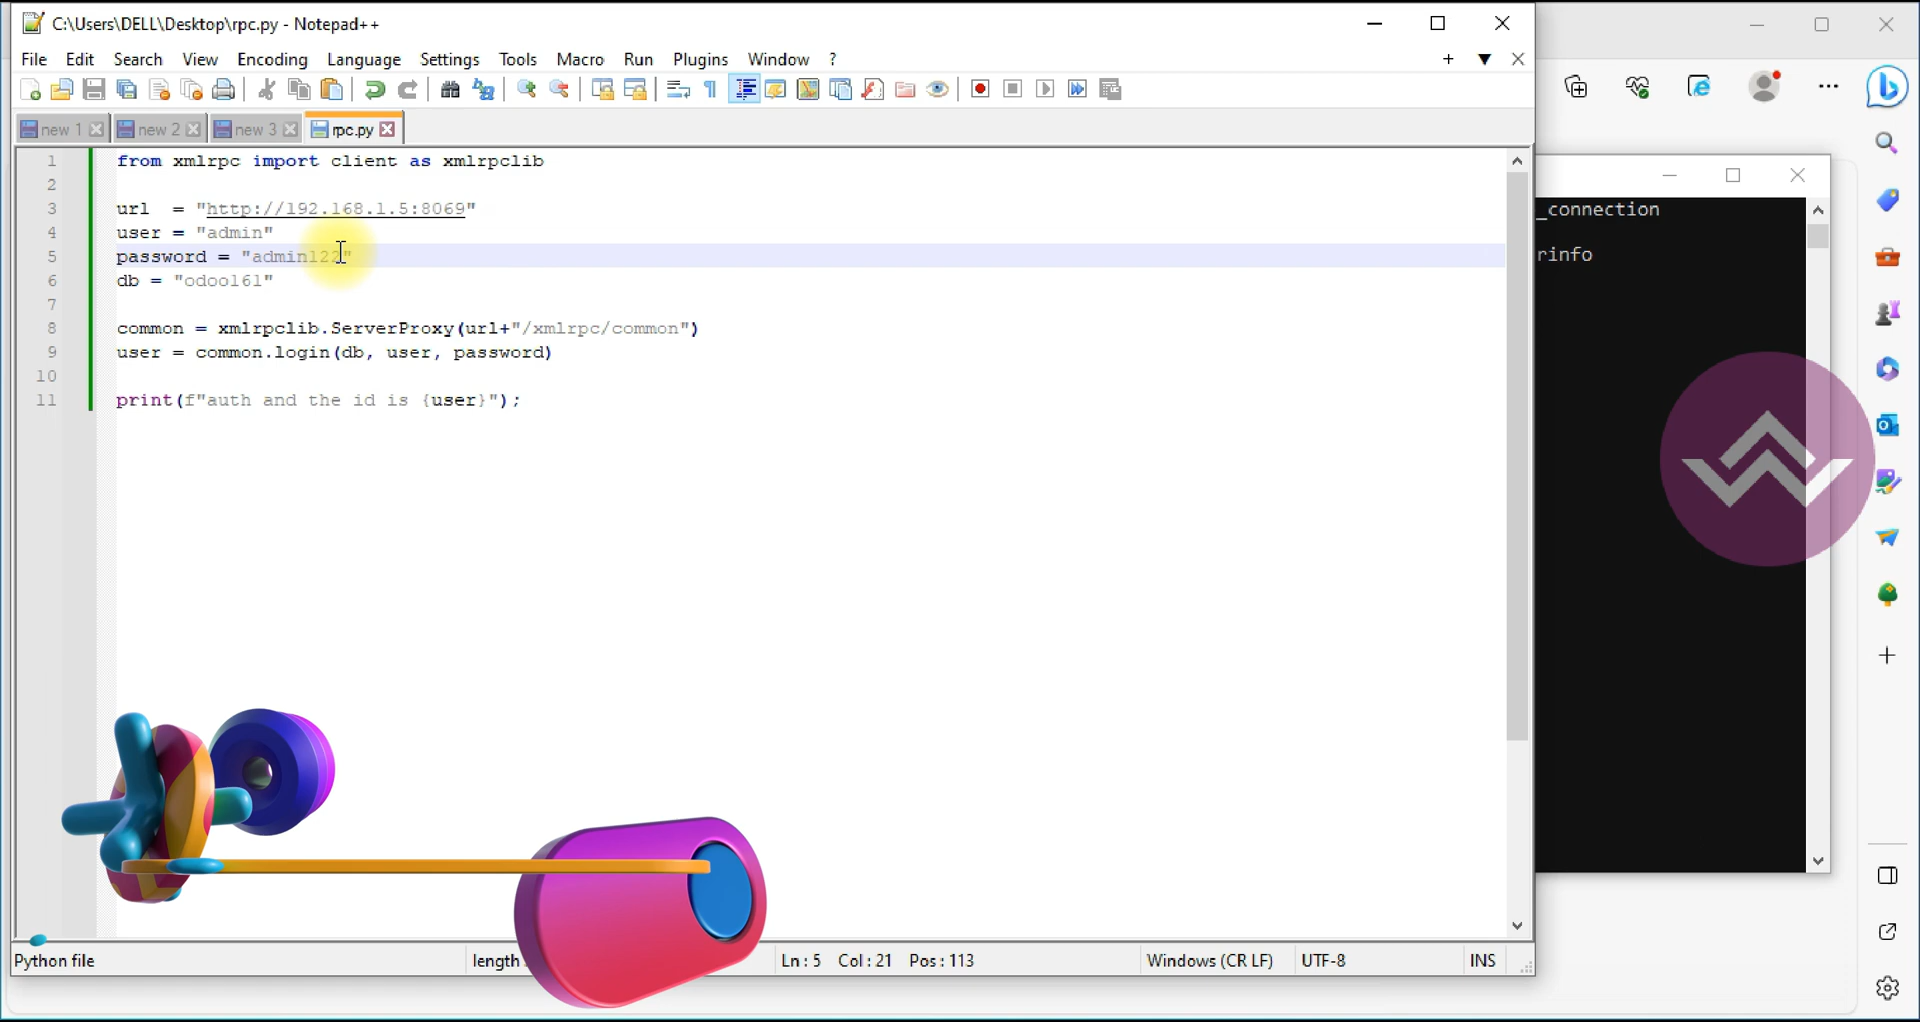 C:\Users\DELL\Desktop\rpc.py - Notepad++
File Edit Search View Encoding Language Settings Tools Macro Run Plugins Window ?
new 1 new 2 new 3 rpc.py
1 from xmlrpc import client as xmlrpclib
2
3 url = "http://192.168.1.5:8069"
4 user = "admin"
5 password = "admin122"
6 db = "odoo161"
7
8 common = xmlrpclib.ServerProxy(url+"/xmlrpc/common")
9 user = common.login(db, user, password)
10
11 print(f"auth and the id is {user}");
_connection
rinfo
Python file length Ln:5 Col:21 Pos:113 Windows (CR LF) UTF-8 INS